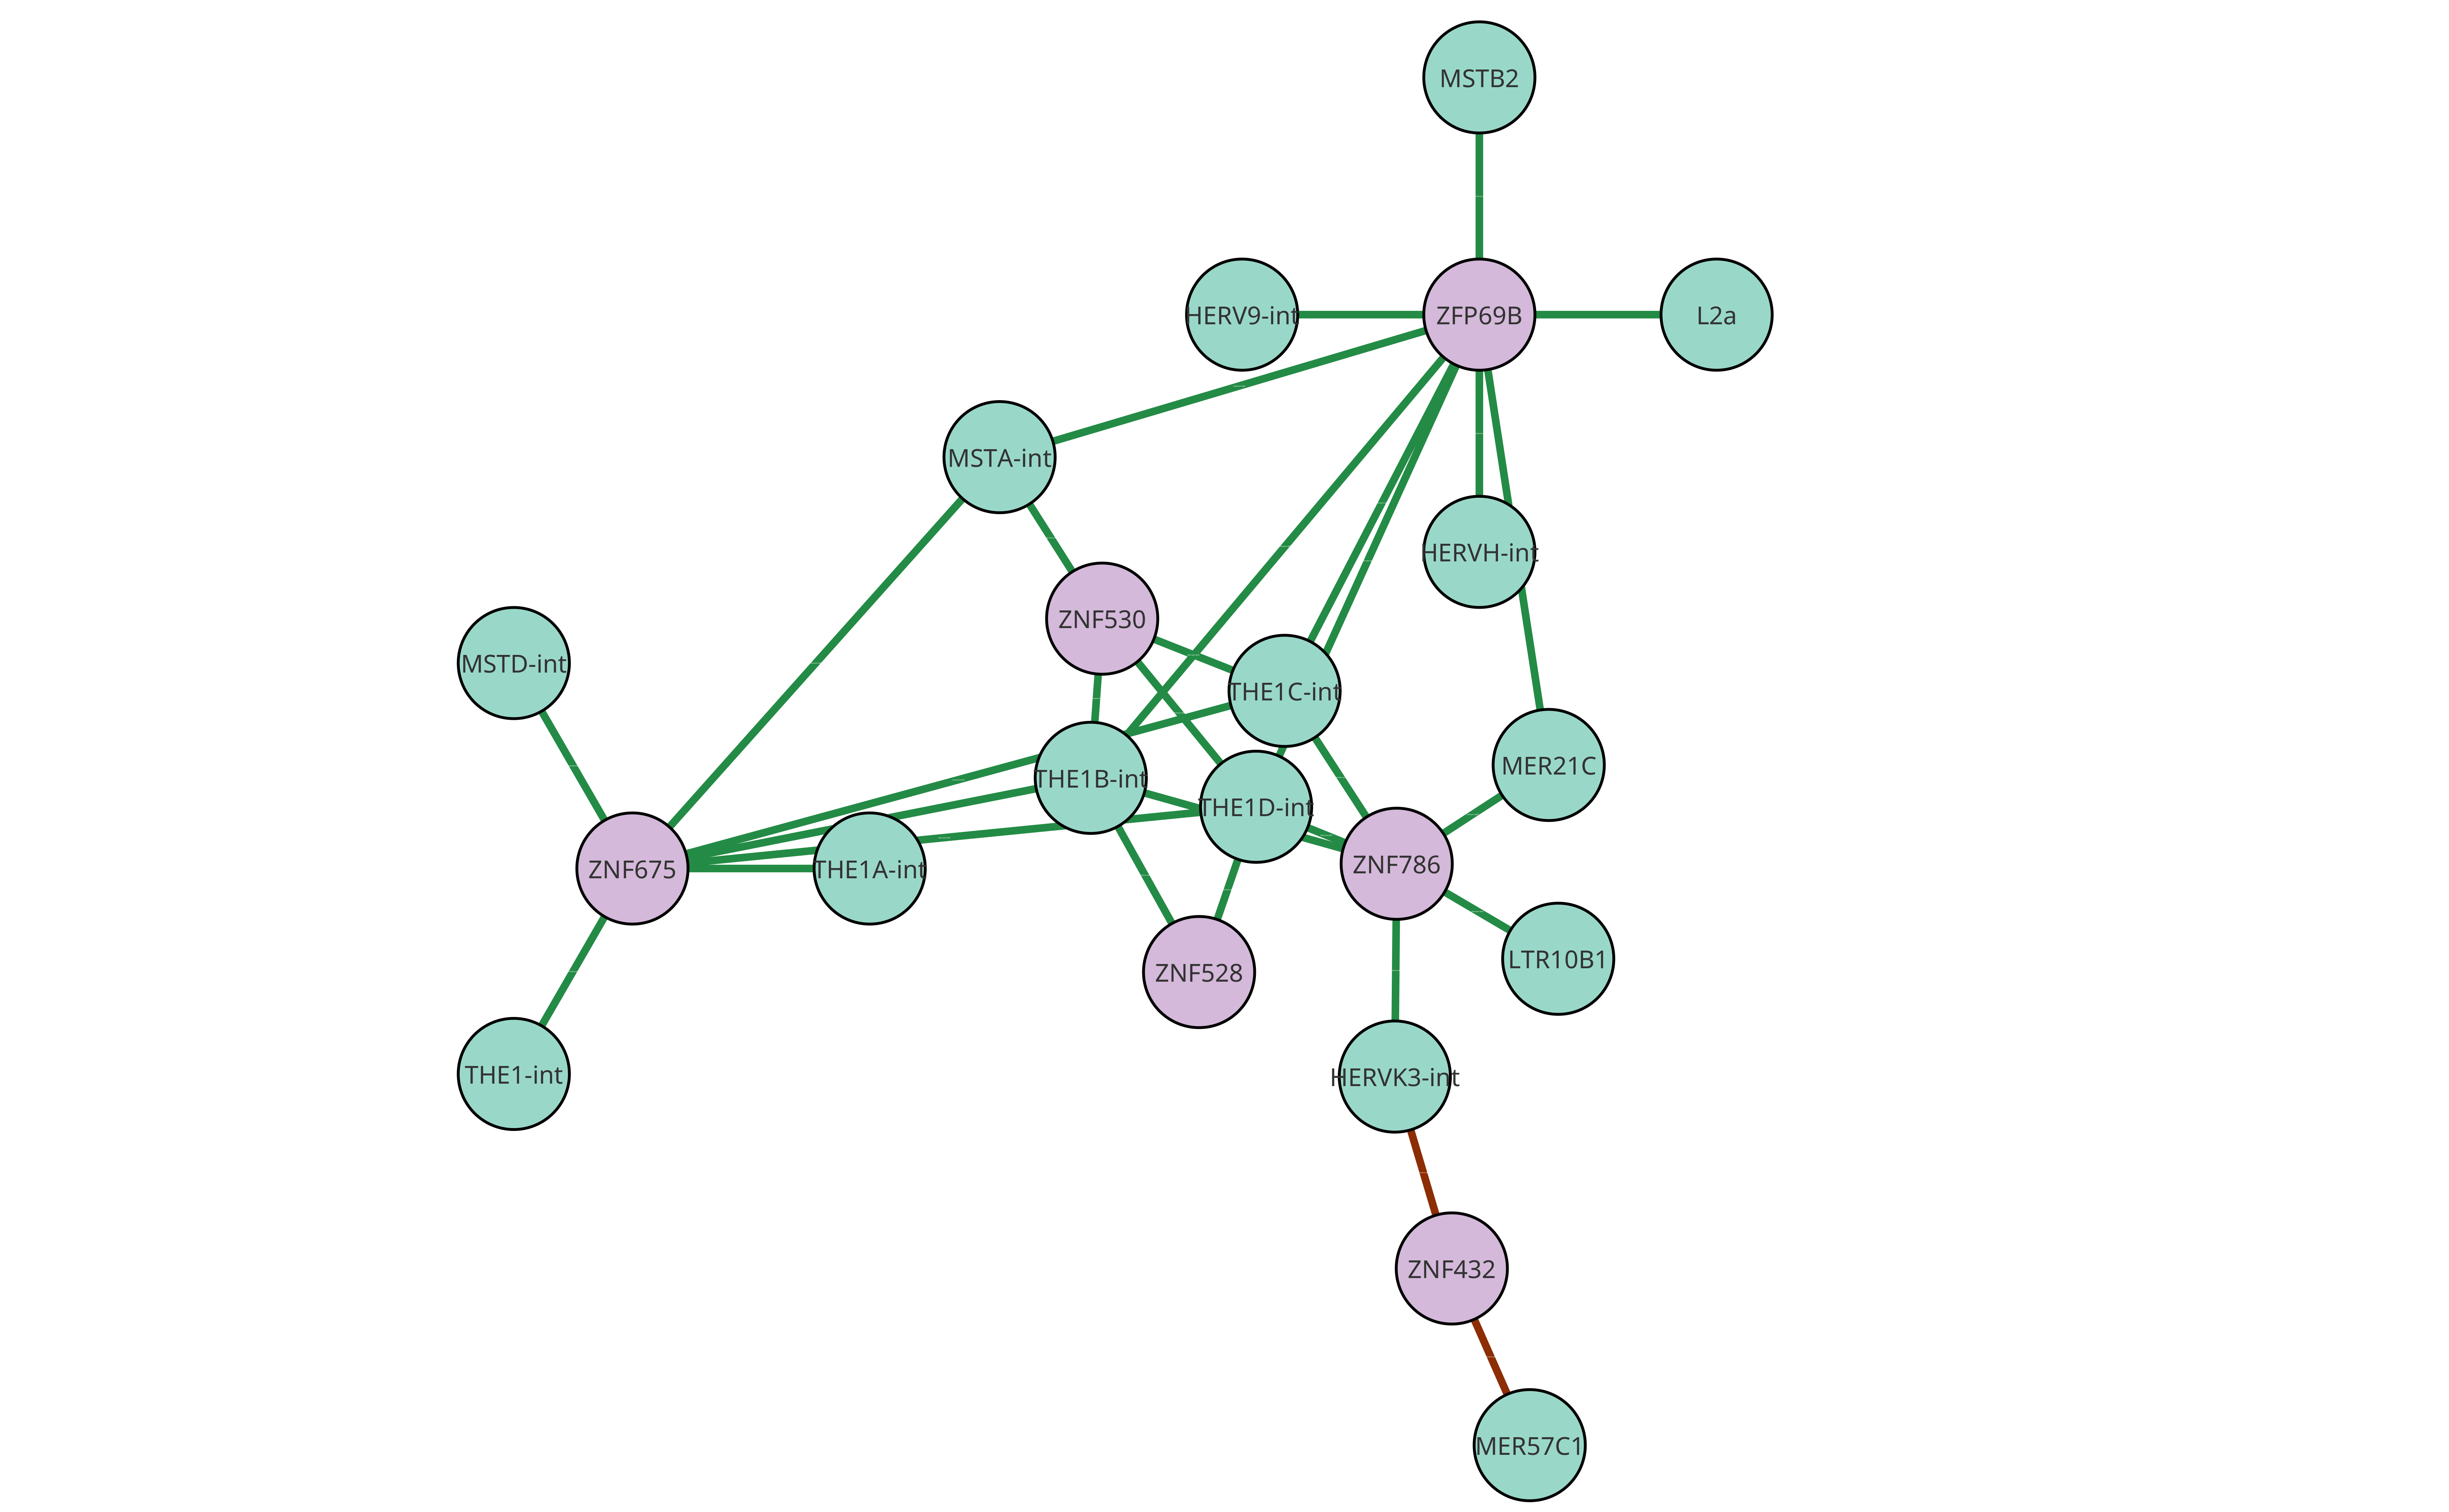 MSTB2
HERV9-int
ZFP69B
L2a
MSTA-int
HERVH-int
ZNF530
MSTD-int
THE1C-int
MER21C
THE1B-int
THE1D-int
ZNF675
THE1A-int
ZNF786
LTR10B1
ZNF528
THE1-int
HERVK3-int
ZNF432
MER57C1